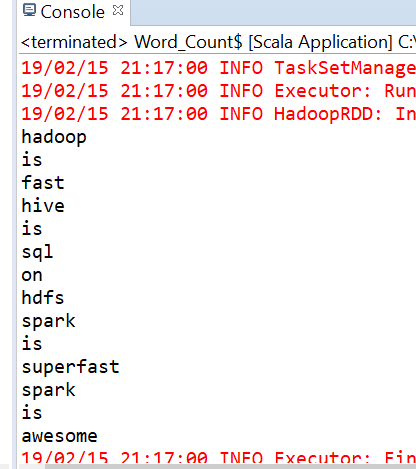 Console
<terminated> Word_Count$ [Scala Application] C:\
19/02/15 21:17:00 INFO TaskSetManage
19/02/15 21:17:00 INFO Executor: Run
19/02/15 21:17:00 INFO HadoopRDD: In
hadoop
is
fast
hive
is
sql
on
hdfs
spark
is
superfast
spark
is
awesome
19/02/15 21:17:00 INFO Executor: Fin